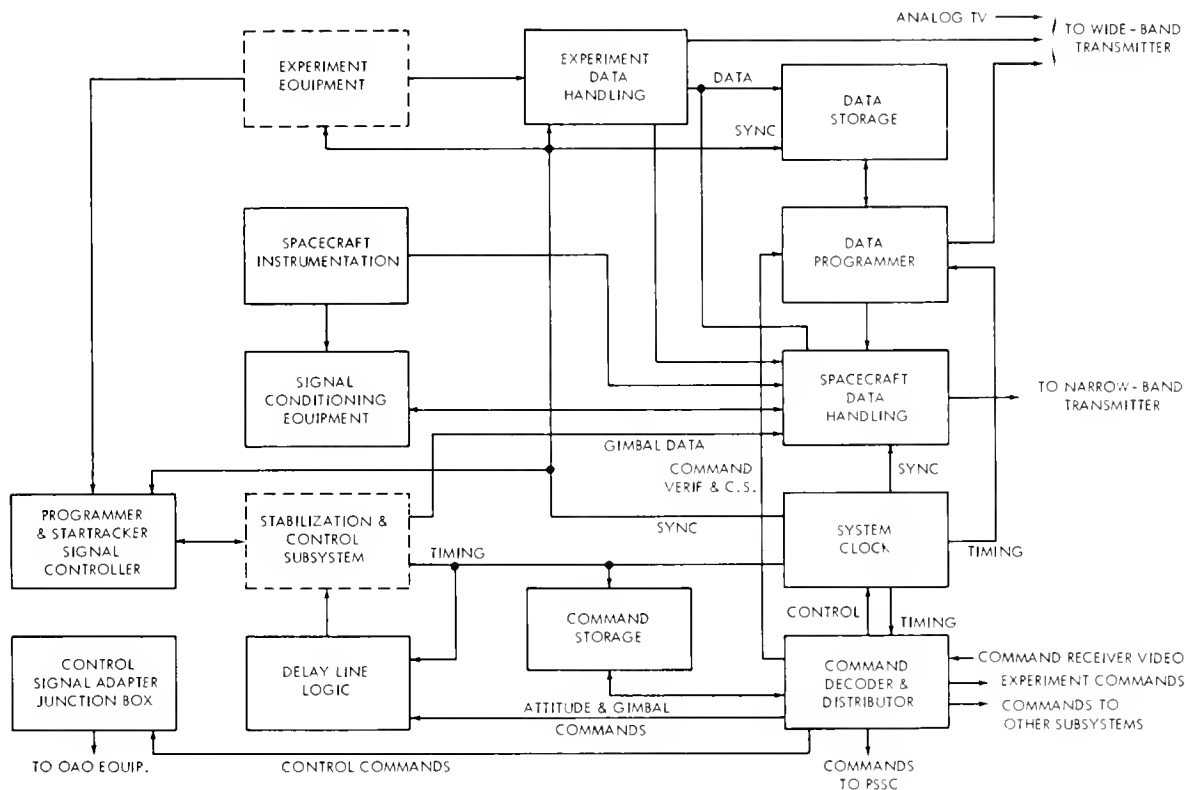 ANALOG TV
TO WIDE-BAND
TRANSMITTER
EXPERIMENT
EQUIPMENT
EXPERIMENT
DATA
HANDLING
DATA
DATA
STORAGE
SYNC
SPACECRAFT
INSTRUMENTATION
DATA
PROGRAMMER
SIGNAL
CONDITIONING
EQUIPMENT
SPACECRAFT
DATA
HANDLING
TO NARROW-BAND
TRANSMITTER
GIMBAL DATA
COMMAND
VERIF & C.S.
SYNC
PROGRAMMER
& STARTRACKER
SIGNAL
CONTROLLER
STABILIZATION &
CONTROL
SUBSYSTEM
SYNC
SYSTEM
CLOCK
TIMING
TIMING
COMMAND
STORAGE
CONTROL
TIMING
CONTROL
SIGNAL ADAPTER
JUNCTION BOX
DELAY LINE
LOGIC
COMMAND
DECODER &
DISTRIBUTOR
COMMAND RECEIVER VIDEO
EXPERIMENT COMMANDS
COMMANDS TO
OTHER SUBSYSTEMS
ATTITUDE & GIMBAL
COMMANDS
TO OAO EQUIP.
CONTROL COMMANDS
COMMANDS
TO PSSC